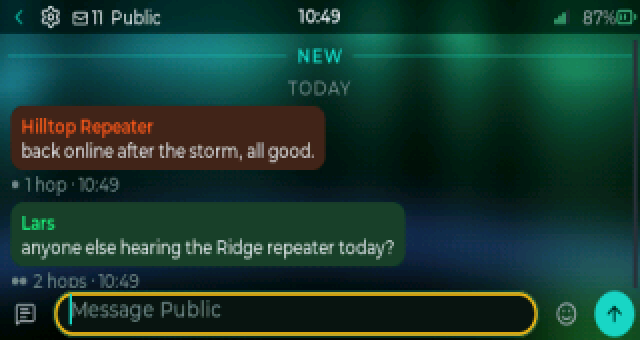 11 Public
10:49
87%
NEW
TODAY
Hilltop Repeater
back online after the storm, all good.
• 1 hop · 10:49
Lars
anyone else hearing the Ridge repeater today?
•• 2 hops · 10:49
Message Public